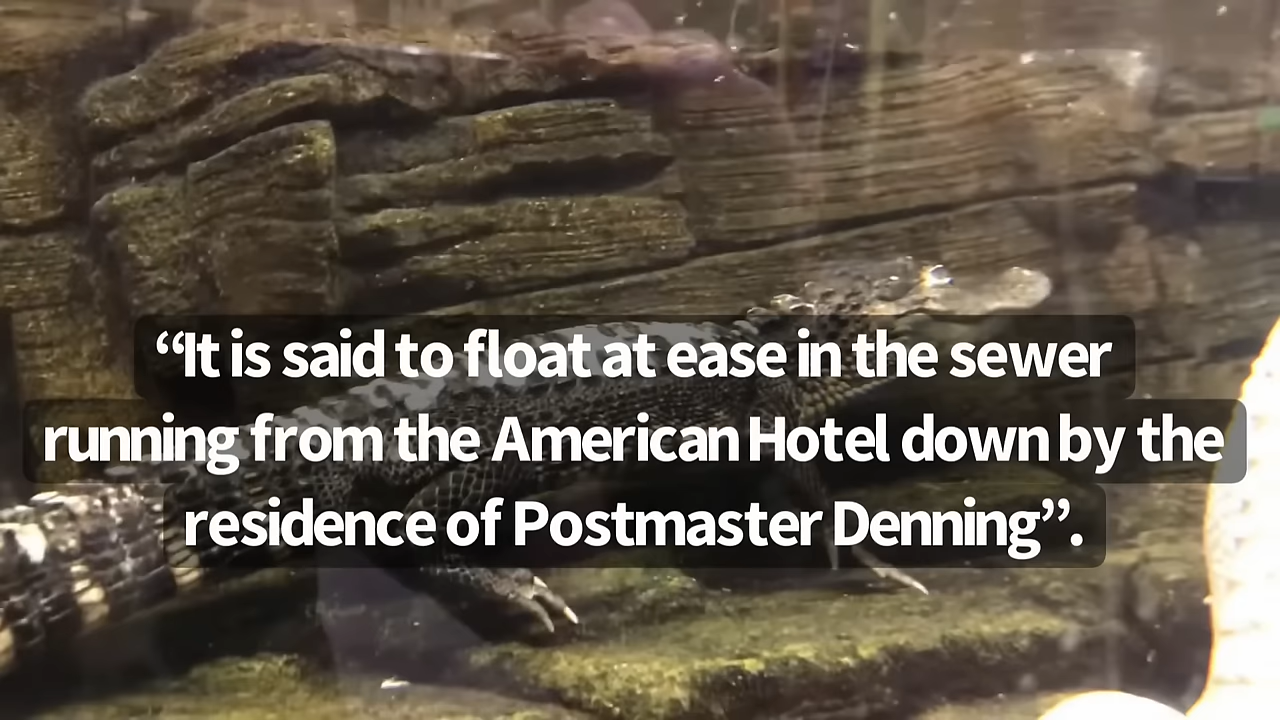 “It is said to float at ease in the sewer
running from the American Hotel down by the
residence of Postmaster Denning”.